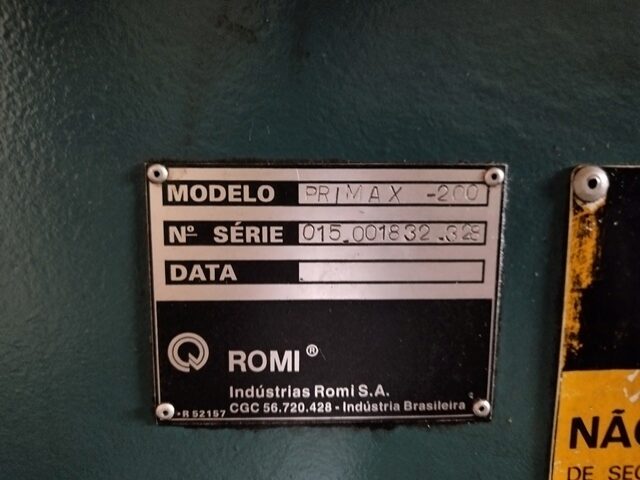 MODELO PRIMAX -200
Nº SÉRIE 015.001832.328
DATA
ROMI ®
Indústrias Romi S.A.
R 52157 CGC 56.720.428 - Indústria Brasileira
NÃO
DE SEG